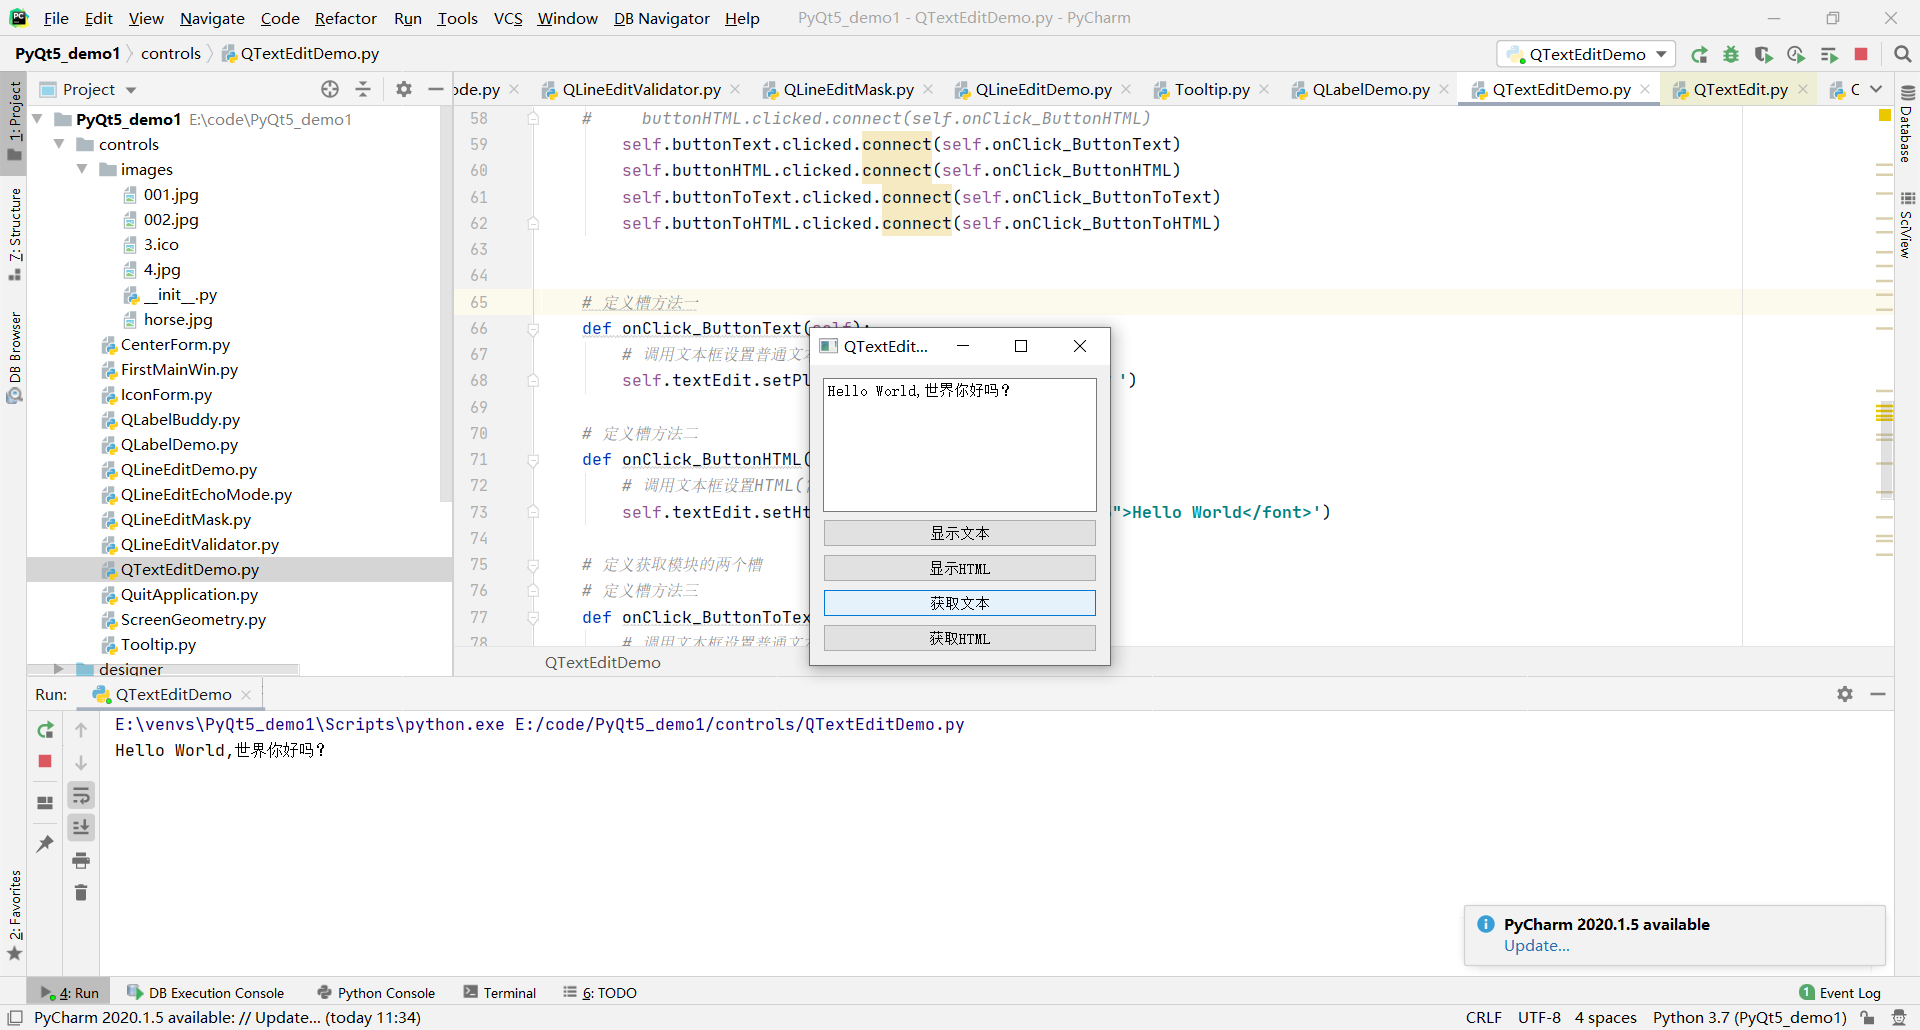 File Edit View Navigate Code Refactor Run Tools VCS Window DB Navigator Help PyQt5_demo1 - QTextEditDemo.py - PyCharm
PyQt5_demo1 controls QTextEditDemo.py QTextEditDemo
Project
ode.py QLineEditValidator.py QLineEditMask.py QLineEditDemo.py Tooltip.py QLabelDemo.py QTextEditDemo.py QTextEdit.py
1: Project
7: Structure
DB Browser
2: Favorites
PyQt5_demo1 E:\code\PyQt5_demo1
controls
images
001.jpg
002.jpg
3.ico
4.jpg
__init__.py
horse.jpg
CenterForm.py
FirstMainWin.py
IconForm.py
QLabelBuddy.py
QLabelDemo.py
QLineEditDemo.py
QLineEditEchoMode.py
QLineEditMask.py
QLineEditValidator.py
QTextEditDemo.py
QuitApplication.py
ScreenGeometry.py
Tooltip.py
designer
58 # buttonHTML.clicked.connect(self.onClick_ButtonHTML)
59 self.buttonText.clicked.connect(self.onClick_ButtonText)
60 self.buttonHTML.clicked.connect(self.onClick_ButtonHTML)
61 self.buttonToText.clicked.connect(self.onClick_ButtonToText)
62 self.buttonToHTML.clicked.connect(self.onClick_ButtonToHTML)
63
64
65 # 定义槽方法一
66 def onClick_ButtonText(self):
67 # 调用文本框设置普通文本
68 self.textEdit.setPl ')
69
70 # 定义槽方法二
71 def onClick_ButtonHTML(
72 # 调用文本框设置HTML(
73 self.textEdit.setHt ">Hello World</font>')
74
75 # 定义获取模块的两个槽
76 # 定义槽方法三
77 def onClick_ButtonToTex
78 # 调用文本框设置普通文本
QTextEditDemo
QTextEdit...
Hello World,世界你好吗?
显示文本
显示HTML
获取文本
获取HTML
Database
SciView
Run: QTextEditDemo
E:\venvs\PyQt5_demo1\Scripts\python.exe E:/code/PyQt5_demo1/controls/QTextEditDemo.py
Hello World,世界你好吗?
PyCharm 2020.1.5 available
Update...
4: Run DB Execution Console Python Console Terminal 6: TODO 1 Event Log
PyCharm 2020.1.5 available: // Update... (today 11:34) CRLF UTF-8 4 spaces Python 3.7 (PyQt5_demo1)